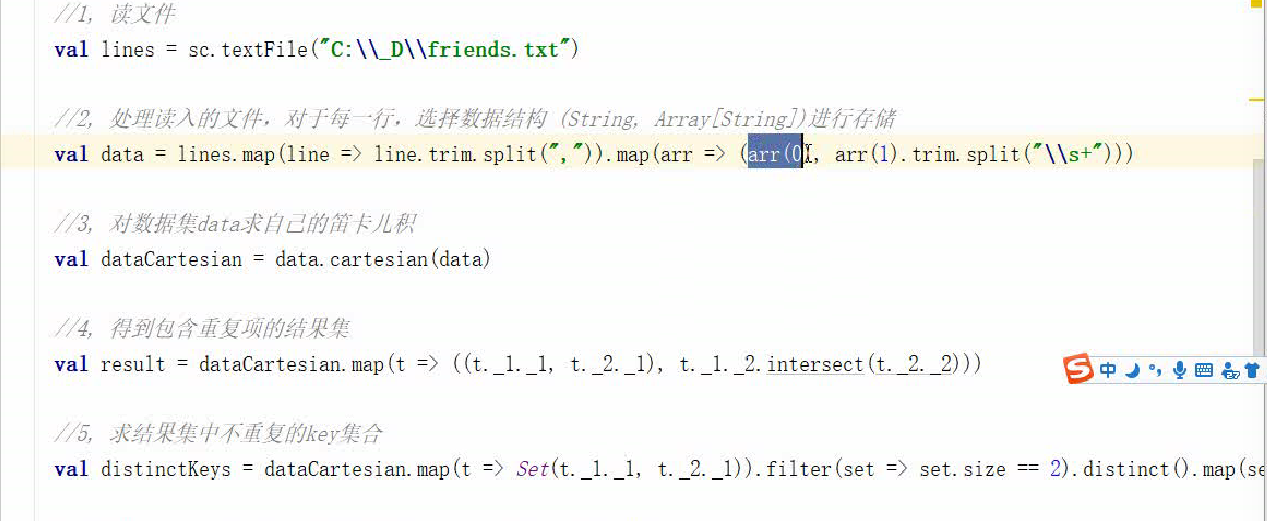 //1, 读文件
val lines = sc.textFile("C:\\_D\\friends.txt")
//2, 处理读入的文件，对于每一行，选择数据结构 (String, Array[String])进行存储
val data = lines.map(line => line.trim.split(",")).map(arr => (arr(0), arr(1).trim.split("\\s+")))
//3, 对数据集data求自己的笛卡儿积
val dataCartesian = data.cartesian(data)
//4, 得到包含重复项的结果集
val result = dataCartesian.map(t => ((t._1._1, t._2._1), t._1._2.intersect(t._2._2)))
S中
//5, 求结果集中不重复的key集合
val distinctKeys = dataCartesian.map(t => Set(t._1._1, t._2._1)).filter(set => set.size == 2).distinct().map(se